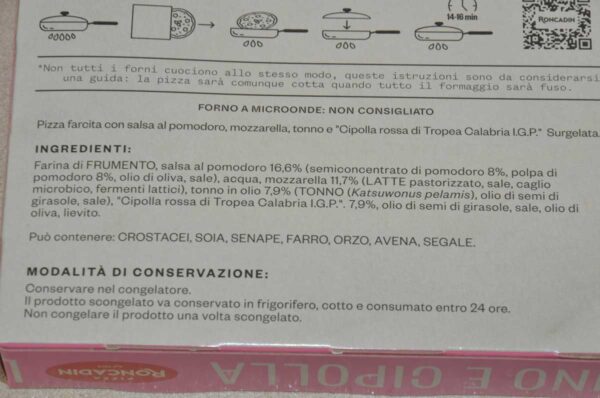 14-16 min
RONCADIN
*Non tutti i forni cuociono allo stesso modo, queste istruzioni sono da considerarsi
una guida: la pizza sarà comunque cotta quando tutto il formaggio sarà fuso.
FORNO A MICROONDE: NON CONSIGLIATO
Pizza farcita con salsa al pomodoro, mozzarella, tonno e "Cipolla rossa di Tropea Calabria I.G.P." Surgelata.
INGREDIENTI:
Farina di FRUMENTO, salsa al pomodoro 16,6% (semiconcentrato di pomodoro 8%, polpa di
pomodoro 8%, olio di oliva, sale), acqua, mozzarella 11,7% (LATTE pastorizzato, sale, caglio
microbico, fermenti lattici), tonno in olio 7,9% (TONNO (Katsuwonus pelamis), olio di semi di
girasole, sale), "Cipolla rossa di Tropea Calabria I.G.P.". 7,9%, olio di semi di girasole, sale, olio di
oliva, lievito.
Può contenere: CROSTACEI, SOIA, SENAPE, FARRO, ORZO, AVENA, SEGALE.
MODALITÀ DI CONSERVAZIONE:
Conservare nel congelatore.
Il prodotto scongelato va conservato in frigorifero, cotto e consumato entro 24 ore.
Non congelare il prodotto una volta scongelato.
NO E CIPOLLA
PIZZA
RONCADIN